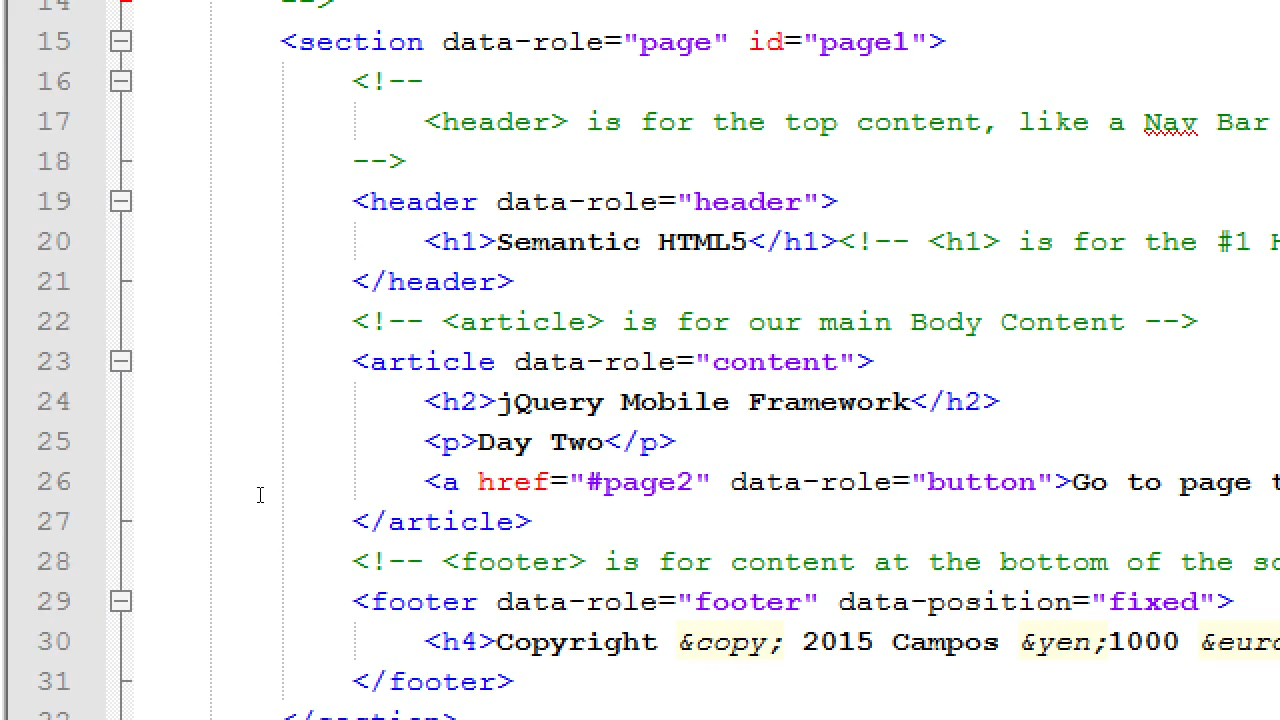 14 -->
15 <section data-role="page" id="page1">
16 <!--
17 <header> is for the top content, like a Nav Bar
18 -->
19 <header data-role="header">
20 <h1>Semantic HTML5</h1><!-- <h1> is for the #1 H
21 </header>
22 <!-- <article> is for our main Body Content -->
23 <article data-role="content">
24 <h2>jQuery Mobile Framework</h2>
25 <p>Day Two</p>
26 <a href="#page2" data-role="button">Go to page t
27 </article>
28 <!-- <footer> is for content at the bottom of the sc
29 <footer data-role="footer" data-position="fixed">
30 <h4>Copyright &copy; 2015 Campos &yen;1000 &euro
31 </footer>
32 </section>